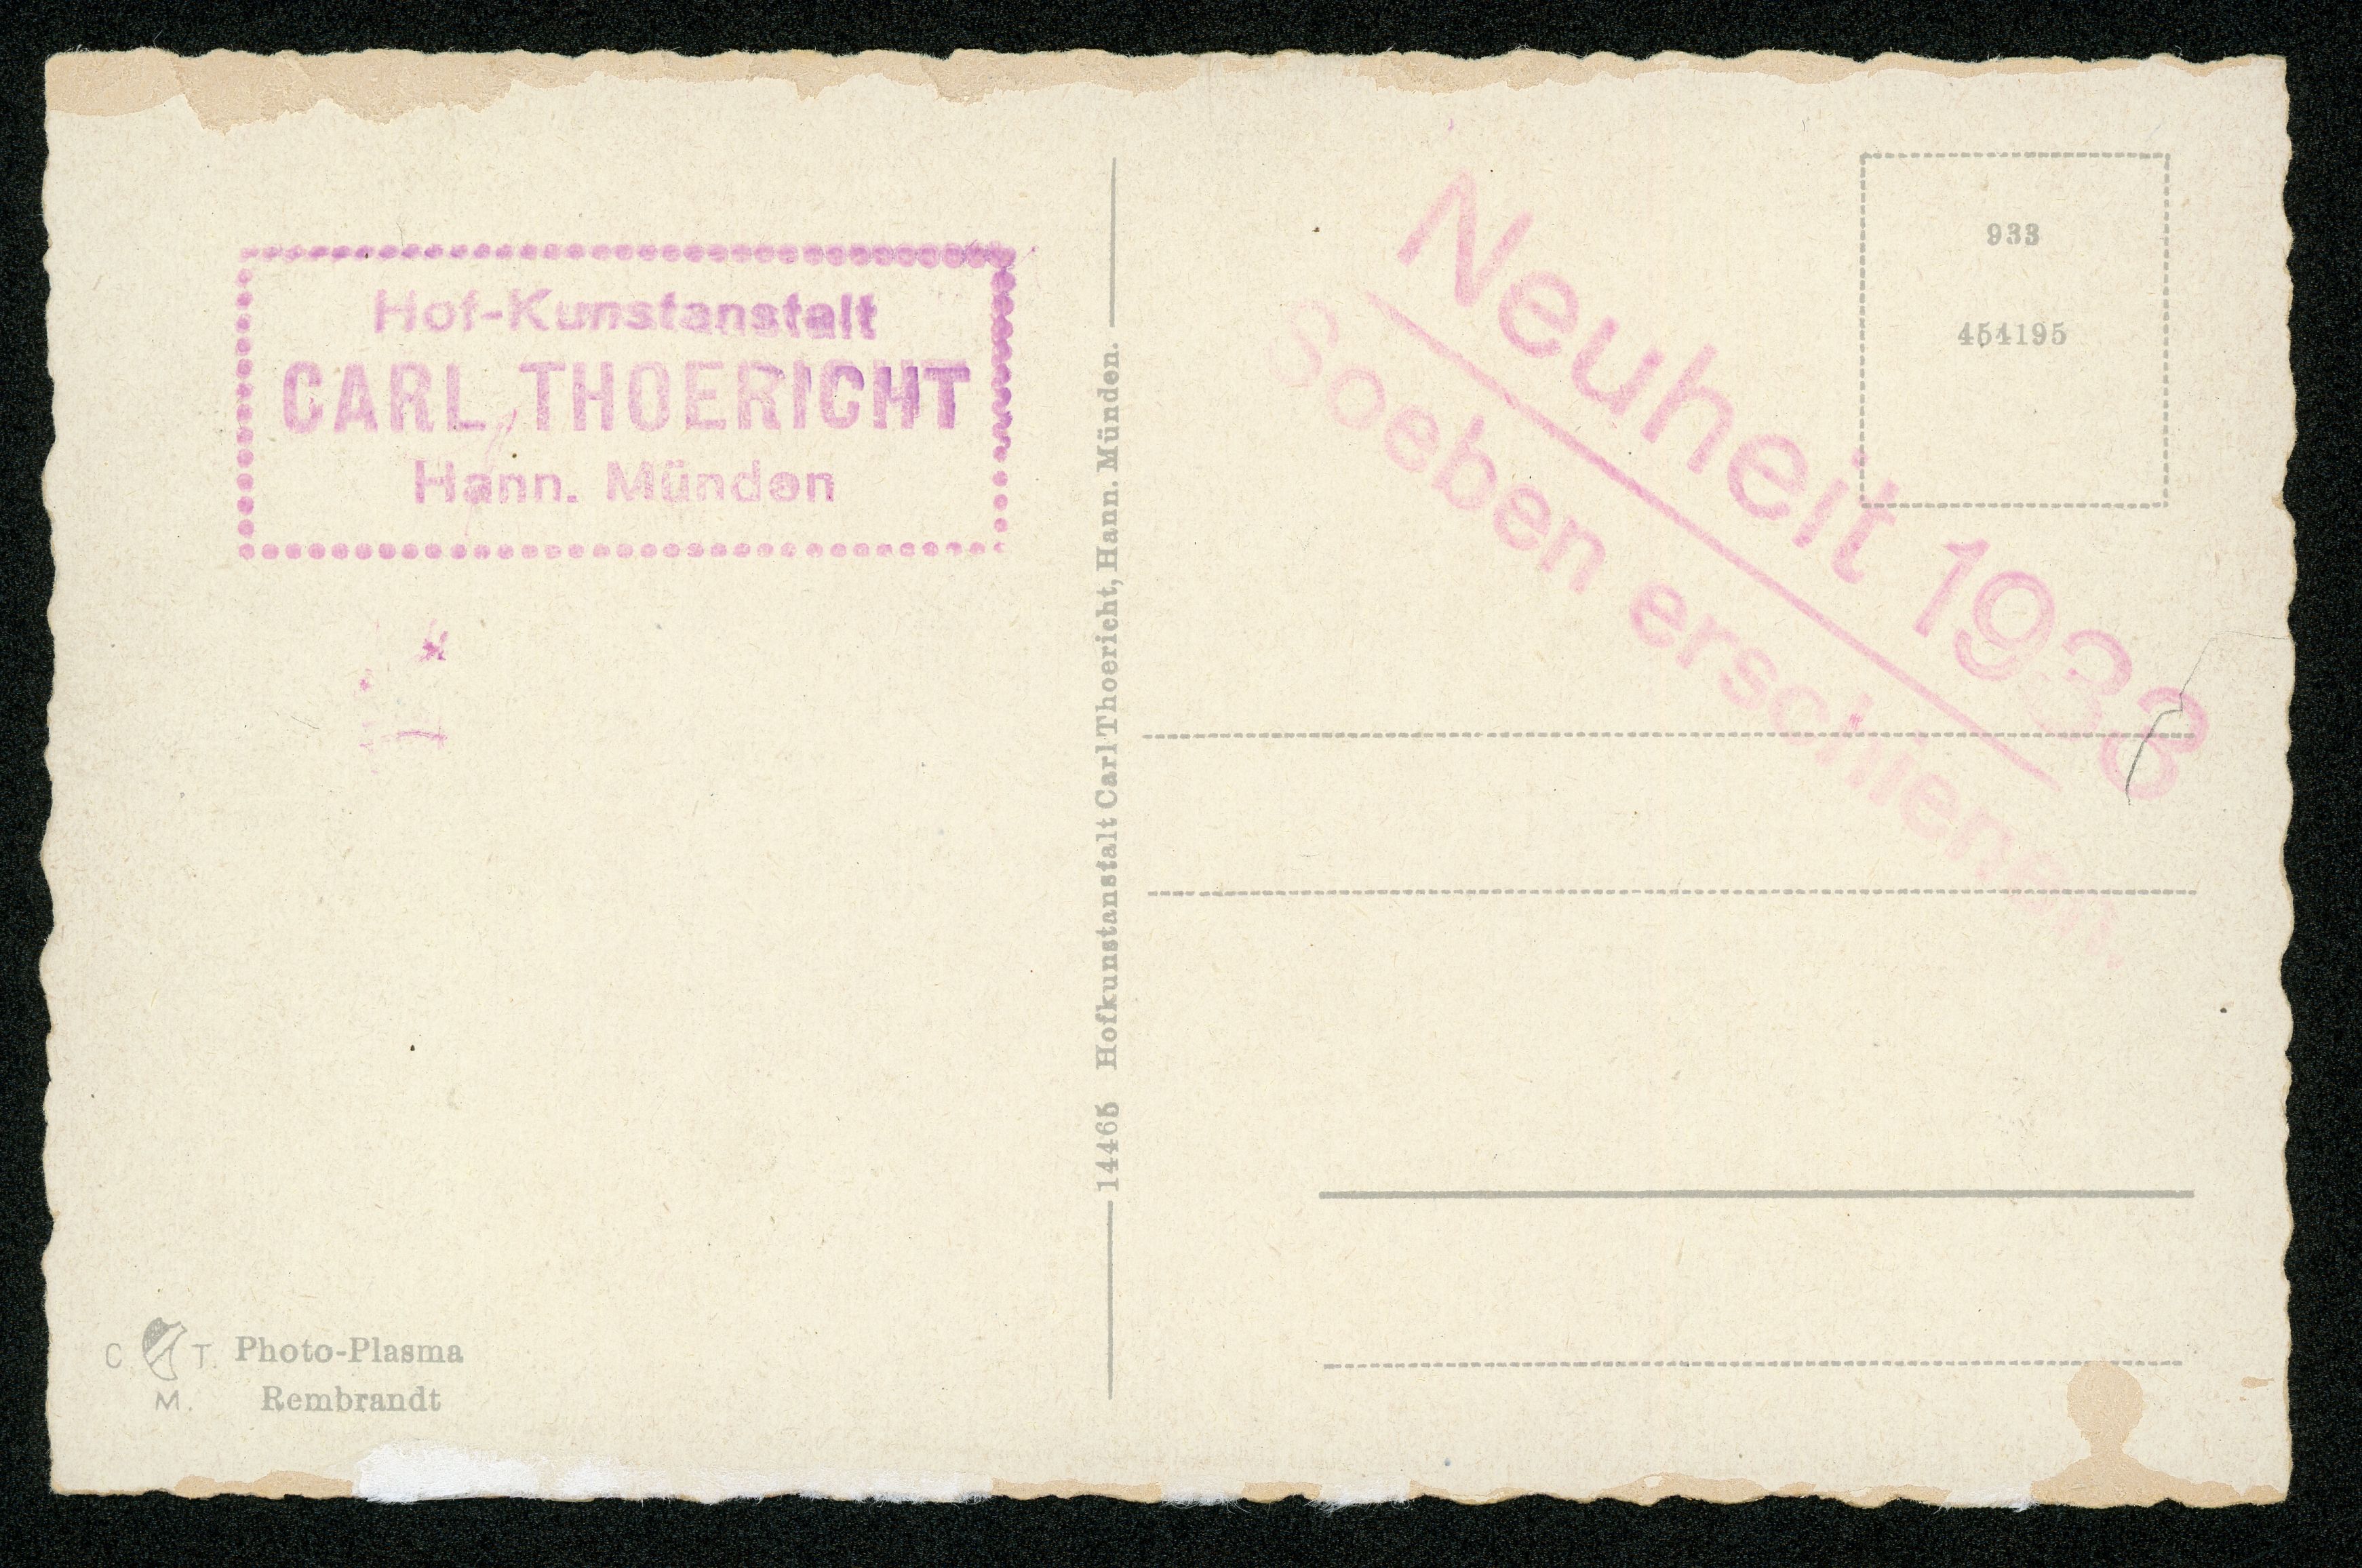 Hof-Kunstanstalt
CARL THOERICHT
Hann. Münden
14465 Hofkunstanstalt Carl Thoericht, Hann. Münden.
Neuheit 1938
Soeben erschienen.
933
454195
C T.
M.
Photo-Plasma
Rembrandt